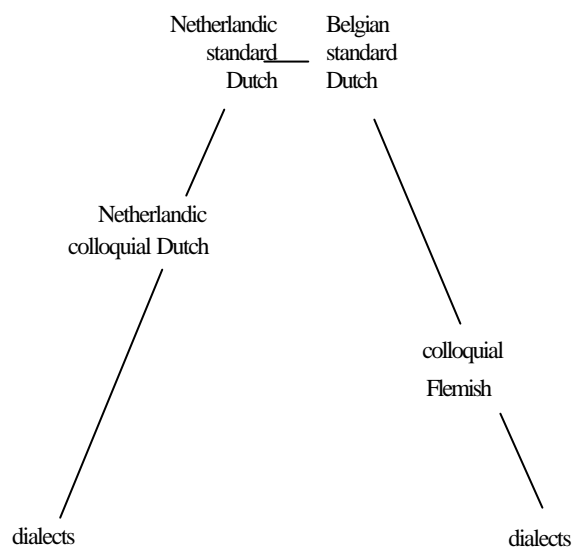 Netherlandic
standard
Dutch
Belgian
standard
Dutch
Netherlandic
colloquial Dutch
colloquial
Flemish
dialects
dialects